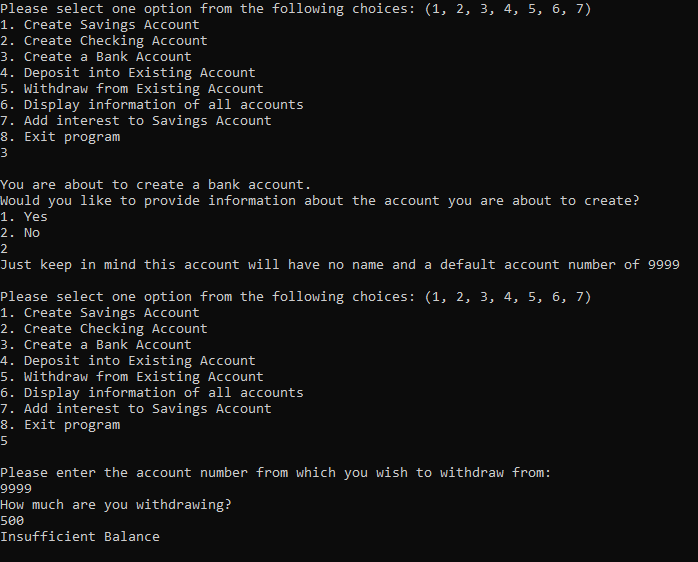 Please select one option from the following choices: (1, 2, 3, 4, 5, 6, 7)
1. Create Savings Account
2. Create Checking Account
3. Create a Bank Account
4. Deposit into Existing Account
5. Withdraw from Existing Account
6. Display information of all accounts
7. Add interest to Savings Account
8. Exit program
3
You are about to create a bank account.
Would you like to provide information about the account you are about to create?
1. Yes
2. No
2
Just keep in mind this account will have no name and a default account number of 9999
Please select one option from the following choices: (1, 2, 3, 4, 5, 6, 7)
1. Create Savings Account
2. Create Checking Account
3. Create a Bank Account
4. Deposit into Existing Account
5. Withdraw from Existing Account
6. Display information of all accounts
7. Add interest to Savings Account
8. Exit program
5
Please enter the account number from which you wish to withdraw from:
9999
How much are you withdrawing?
500
Insufficient Balance